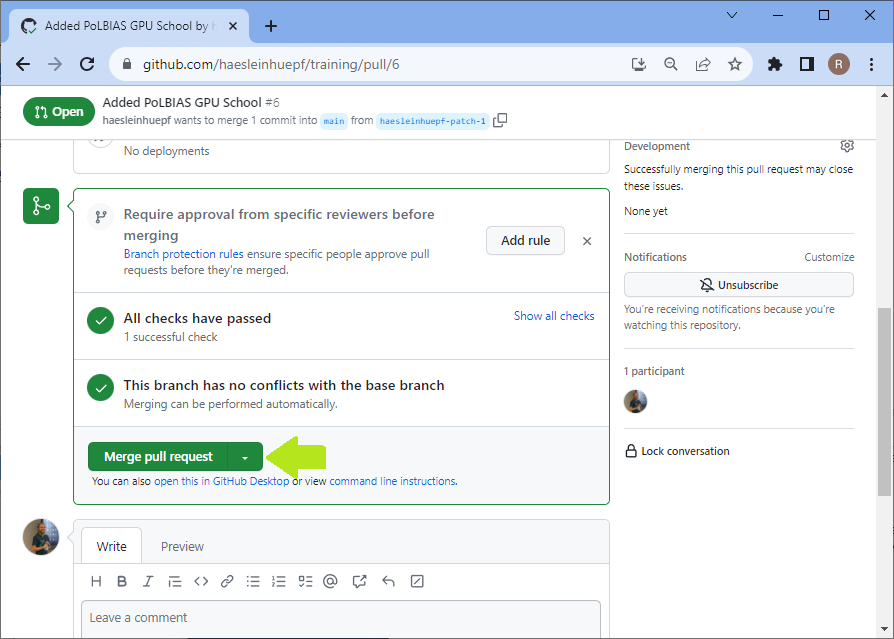 Added PoLBIAS GPU School by h
github.com/haesleinhuepf/training/pull/6
R
Open
Added PoLBIAS GPU School #6
haesleinhuepf wants to merge 1 commit into main from haesleinhuepf-patch-1
No deployments
Require approval from specific reviewers before
merging
Branch protection rules ensure specific people approve pull
requests before they're merged.
Add rule
All checks have passed
1 successful check
Show all checks
This branch has no conflicts with the base branch
Merging can be performed automatically.
Merge pull request
You can also open this in GitHub Desktop or view command line instructions.
Write
Preview
Leave a comment
Development
Successfully merging this pull request may close
these issues.
None yet
Notifications
Customize
Unsubscribe
You're receiving notifications because you're
watching this repository.
1 participant
Lock conversation